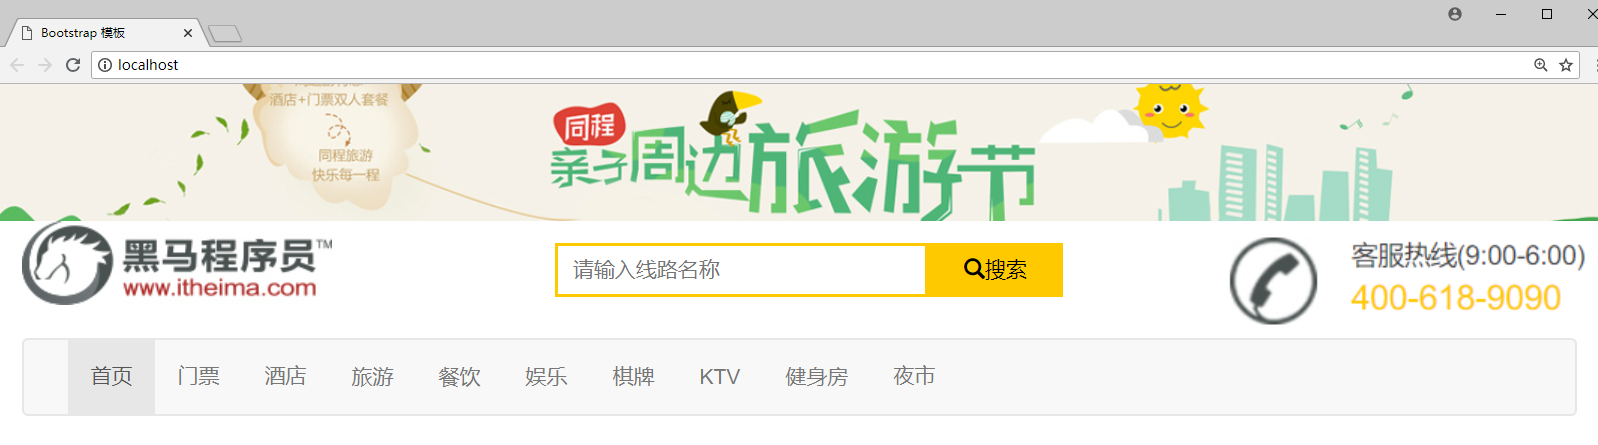 Bootstrap 模板
localhost
酒店+门票双人套餐
同程旅游
快乐每一程
同程
亲子周边旅游节
黑马程序员™
www.itheima.com
请输入线路名称
搜索
客服热线(9:00-6:00)
400-618-9090
首页 门票 酒店 旅游 餐饮 娱乐 棋牌 KTV 健身房 夜市